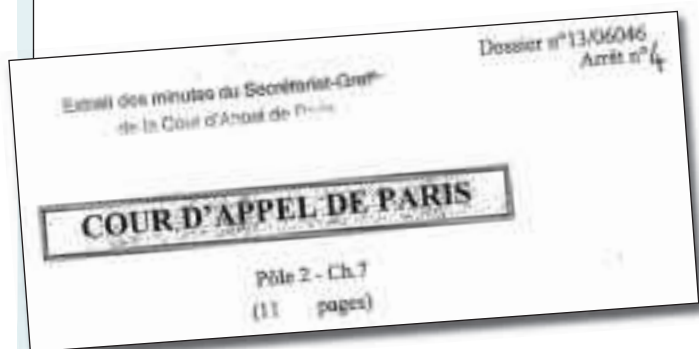 Dossier n°13/06046
Arrêt n°4
Extrait des minutes du Secrétariat-Greffe
de la Cour d'Appel de Paris
COUR D'APPEL DE PARIS
Pôle 2 - Ch.7
(11 pages)